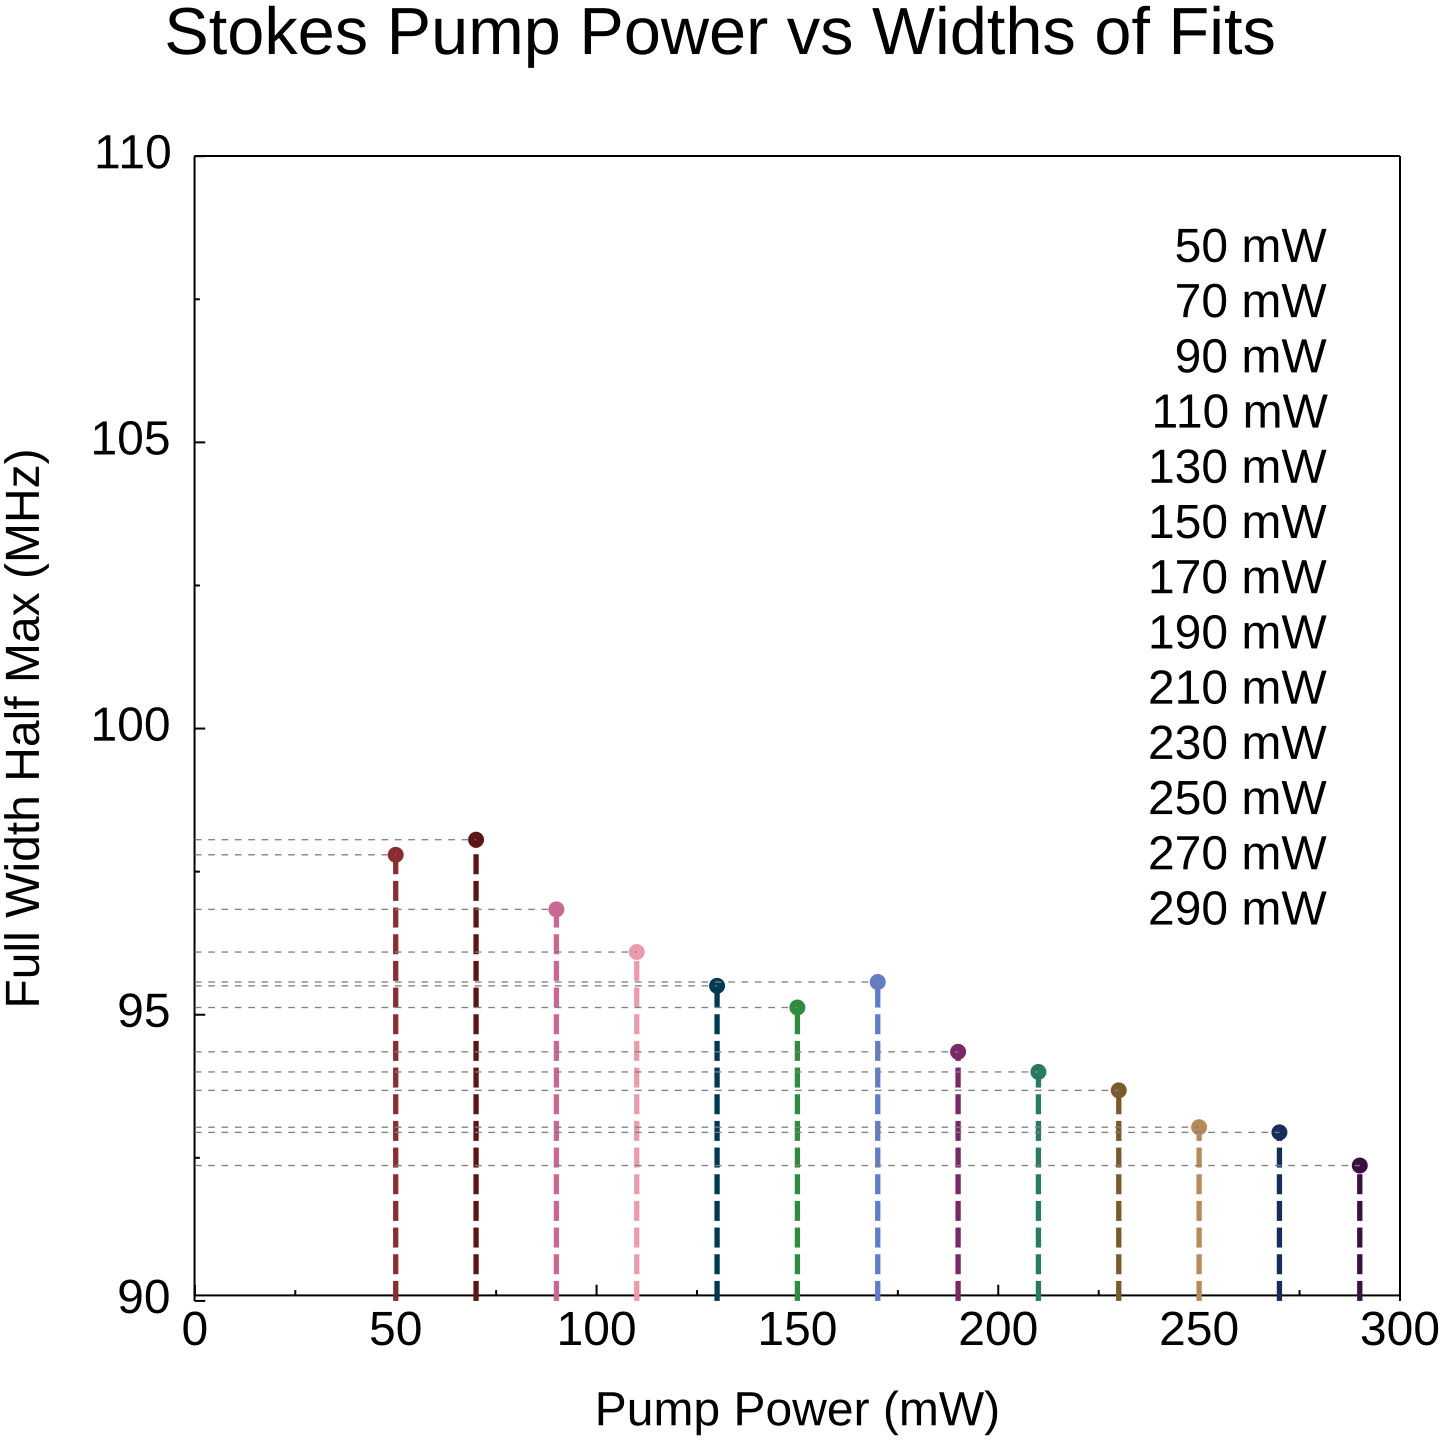 Stokes Pump Power vs Widths of Fits
110
105
100
95
90
Full Width Half Max (MHz)
50 mW
70 mW
90 mW
110 mW
130 mW
150 mW
170 mW
190 mW
210 mW
230 mW
250 mW
270 mW
290 mW
0 50 100 150 200 250 300
Pump Power (mW)